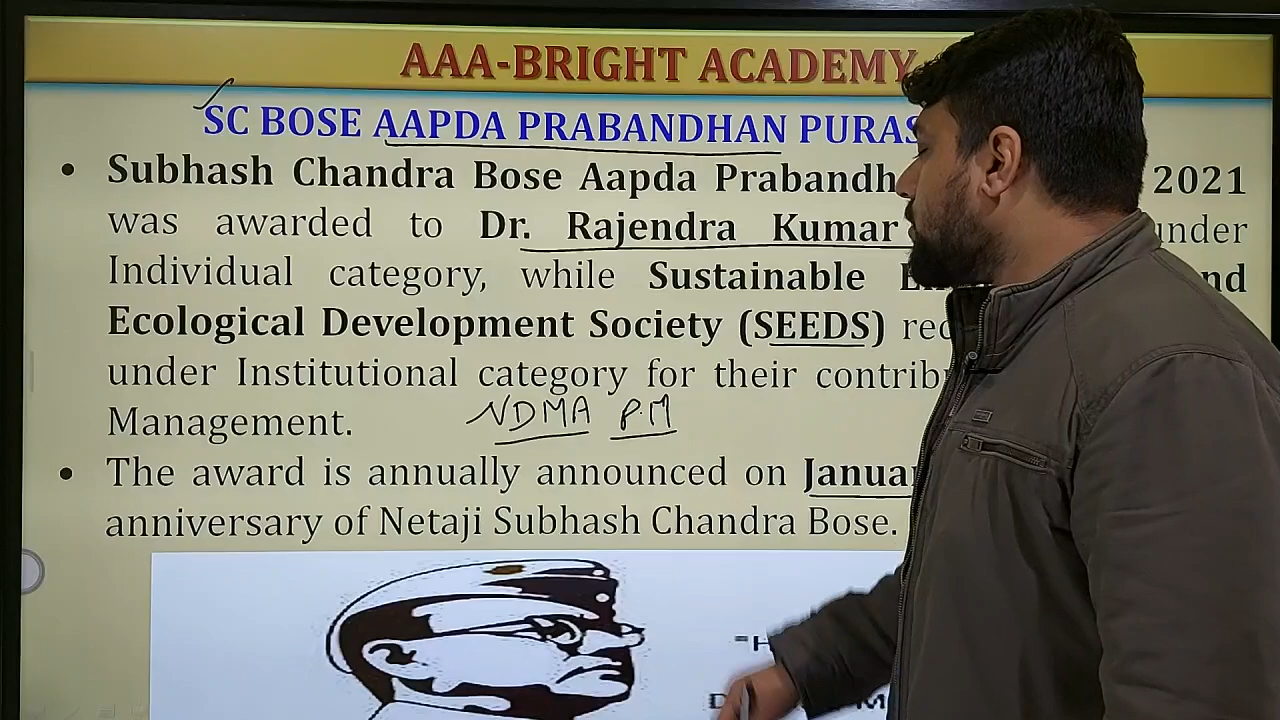 AAA-BRIGHT ACADEMY
SC BOSE AAPDA PRABANDHAN PURAS
• Subhash Chandra Bose Aapda Prabandh 2021
was awarded to Dr. Rajendra Kumar under
Individual category, while Sustainable
Ecological Development Society (SEEDS)
under Institutional category for their contrib
Management. NDMA P.M
• The award is annually announced on Januar
anniversary of Netaji Subhash Chandra Bose.